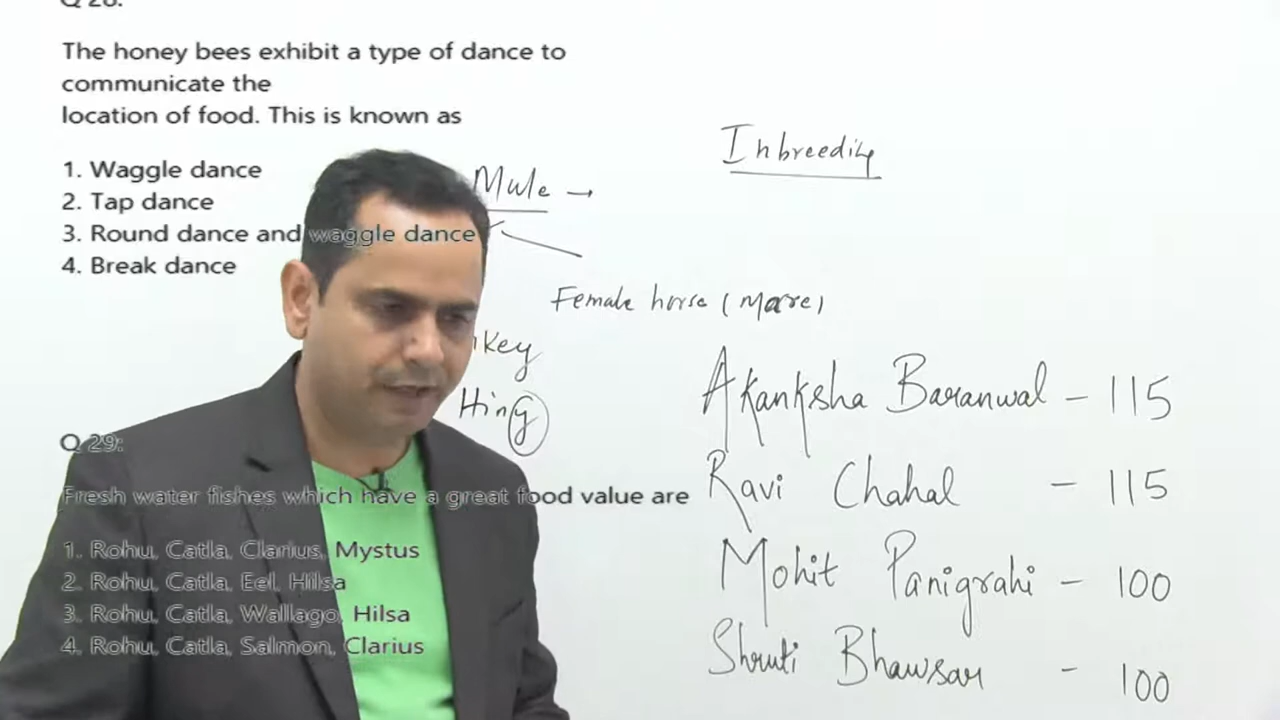 Q 28:
The honey bees exhibit a type of dance to
communicate the
location of food. This is known as
1. Waggle dance
2. Tap dance
3. Round dance and waggle dance
4. Break dance
Q 29:
Fresh water fishes which have a great food value are
1. Rohu, Catla, Clarius, Mystus
2. Rohu, Catla, Eel, Hilsa
3. Rohu, Catla, Wallago, Hilsa
4. Rohu, Catla, Salmon, Clarius
Mule →
Female horse (Mare)
Inbreeding
Akanksha Baranwal - 115
Ravi Chahal - 115
Mohit Panigrahi - 100
Shruti Bhawsar - 100